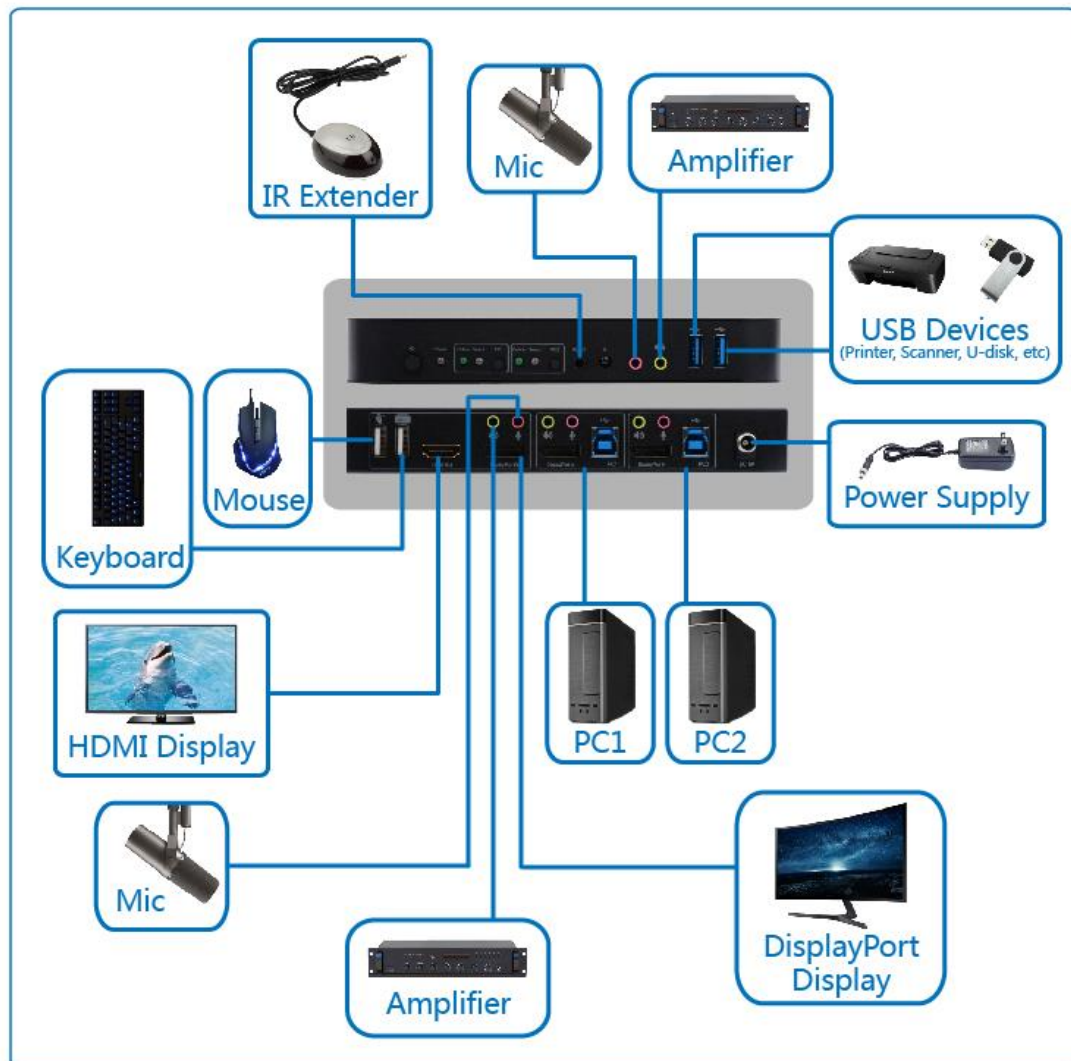 IR Extender
Mic
Amplifier
USB Devices
(Printer, Scanner, U-disk, etc)
Keyboard
Mouse
Power Supply
HDMI Display
PC1
PC2
Mic
Amplifier
DisplayPort
Display